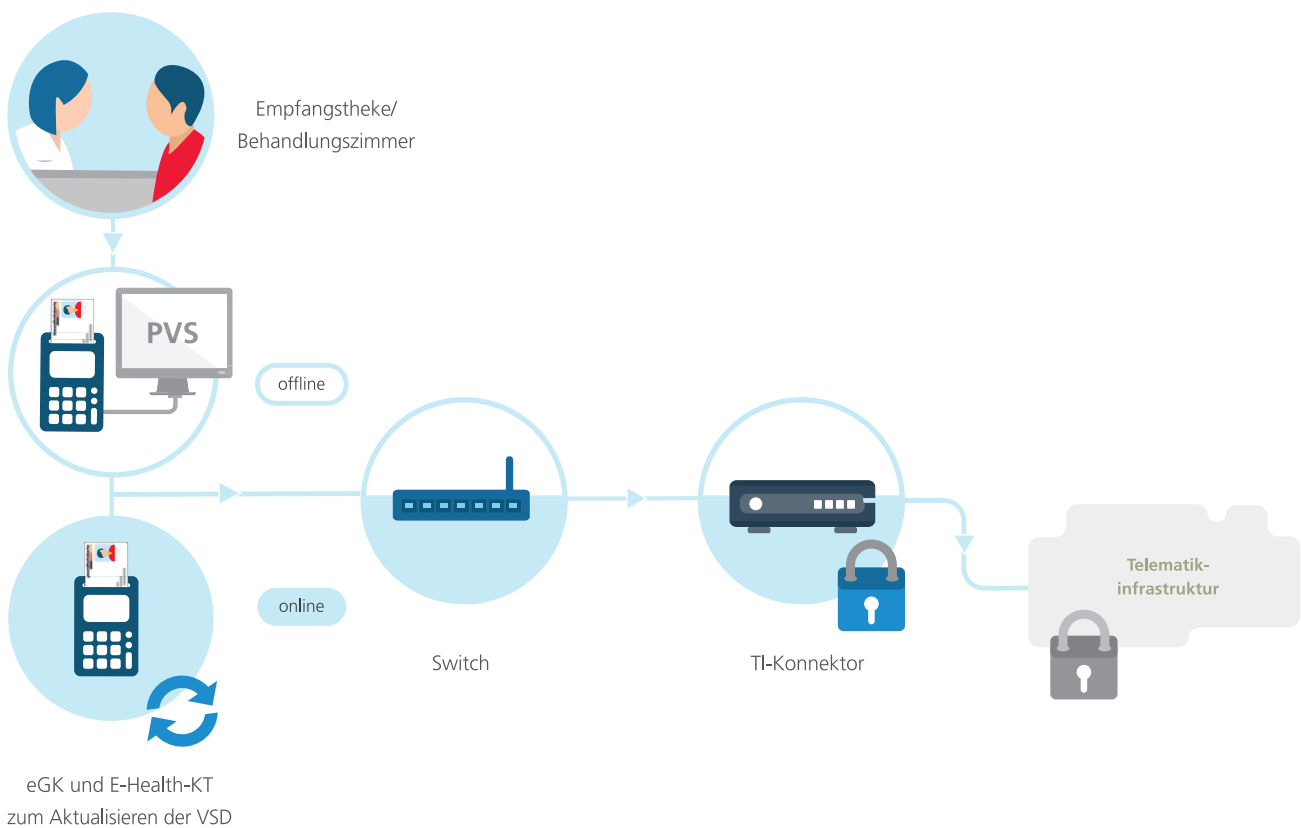 Empfangstheke/
Behandlungszimmer
PVS
offline
online
Switch
TI-Konnektor
Telematik-
infrastruktur
eGK und E-Health-KT
zum Aktualisieren der VSD